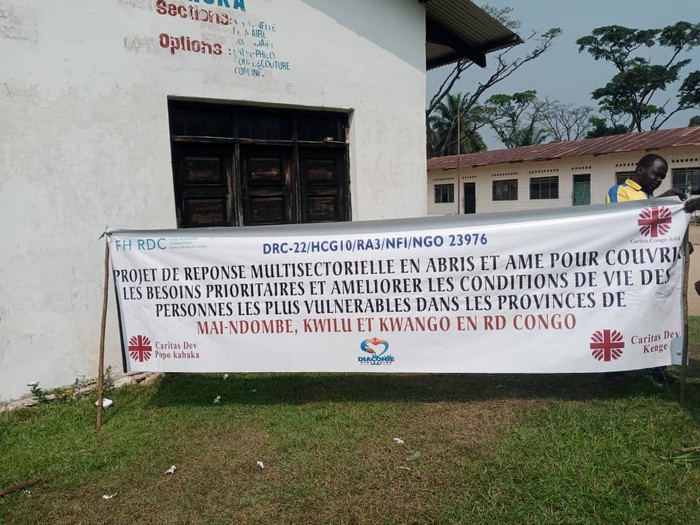 Sections:
Options:
COUTURE
FH RDC
DRC-22/HCG10/RA3/NFI/NGO 23976
Caritas Congo Asbl
PROJET DE REPONSE MULTISECTORIELLE EN ABRIS ET AME POUR COUVRIR
LES BESOINS PRIORITAIRES ET AMELIORER LES CONDITIONS DE VIE DES
PERSONNES LES PLUS VULNERABLES DANS LES PROVINCES DE
MAI-NDOMBE, KWILU ET KWANGO EN RD CONGO
Caritas Dev
Popo kabaka
DIACONIE
Caritas Dev
Kenge